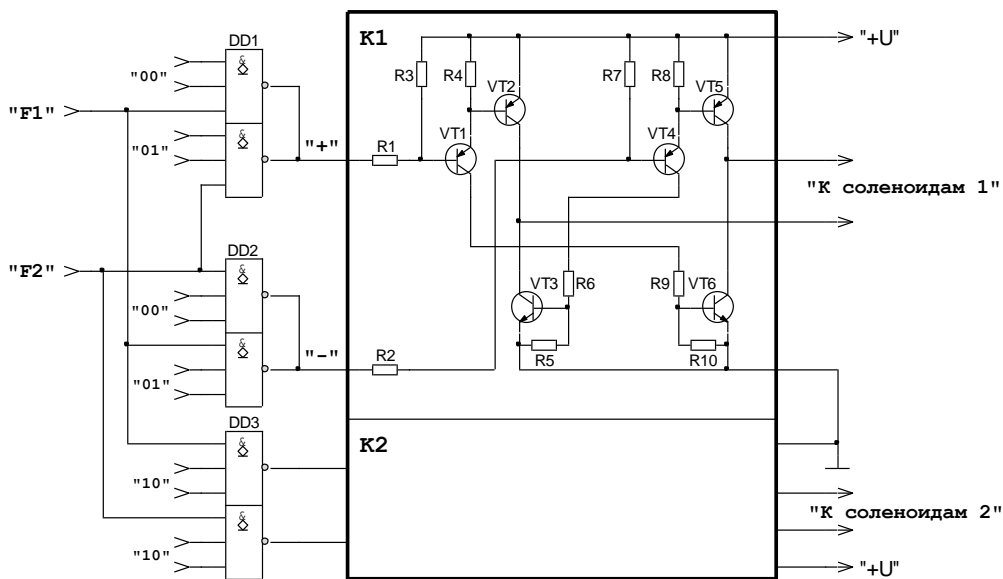 DD1
K1
"+U"
&
"00"
R3
R4
VT2
R7
R8
VT5
"F1"
&
"01"
"+"
R1
VT1
VT4
"К соленоидам 1"
DD2
"F2"
&
"00"
VT3
R6
R9
VT6
&
"01"
"-"
R2
R5
R10
DD3
K2
&
"10"
"К соленоидам 2"
&
"10"
"+U"